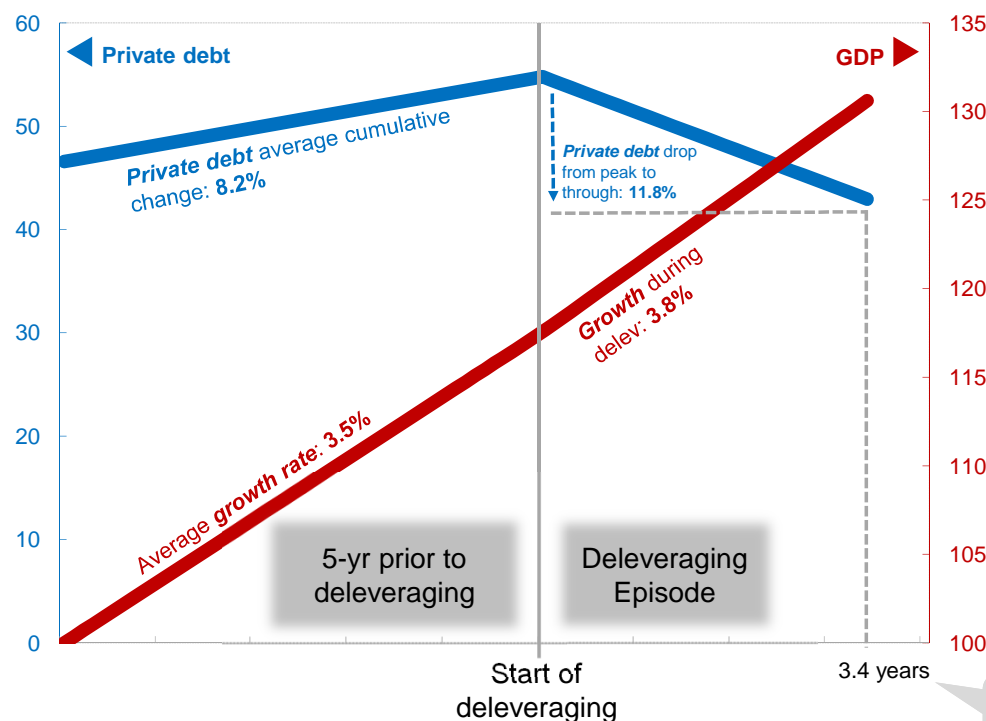 60
50
40
30
20
10
0
Private debt
GDP
135
130
125
120
115
110
105
100
Private debt average cumulative
change: 8.2%
Private debt drop
from peak to
through: 11.8%
Growth during
delev: 3.8%
Average growth rate: 3.5%
5-yr prior to
deleveraging
Deleveraging
Episode
Start of
deleveraging
3.4 years